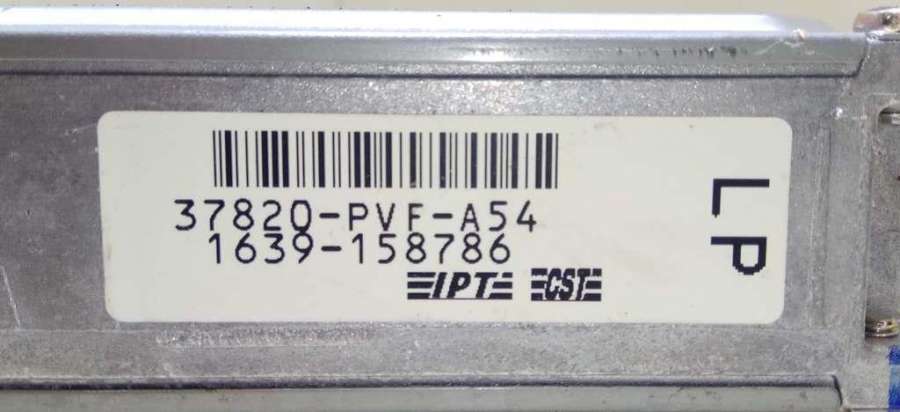 37820-PVF-A54
1639-158786
IPT CST
LP